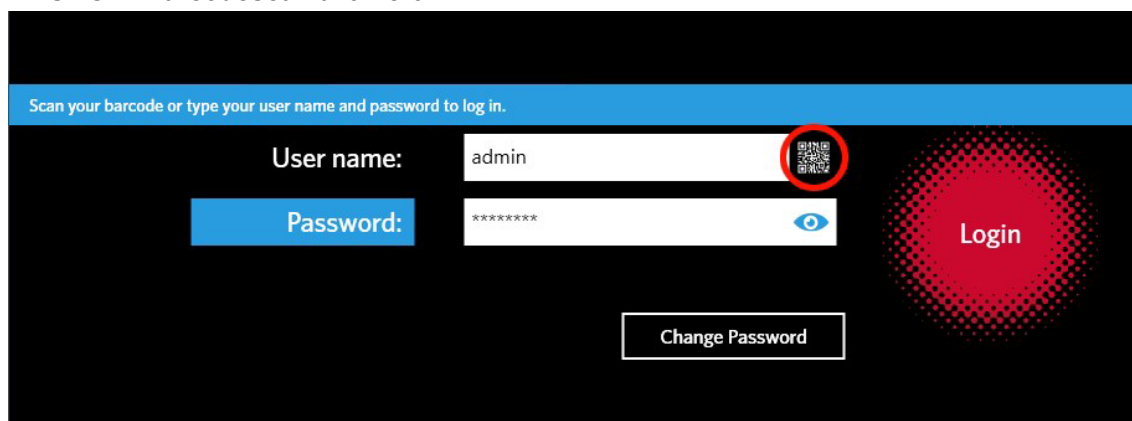 Scan your barcode or type your user name and password to log in.
User name:
admin
Password:
********
Login
Change Password